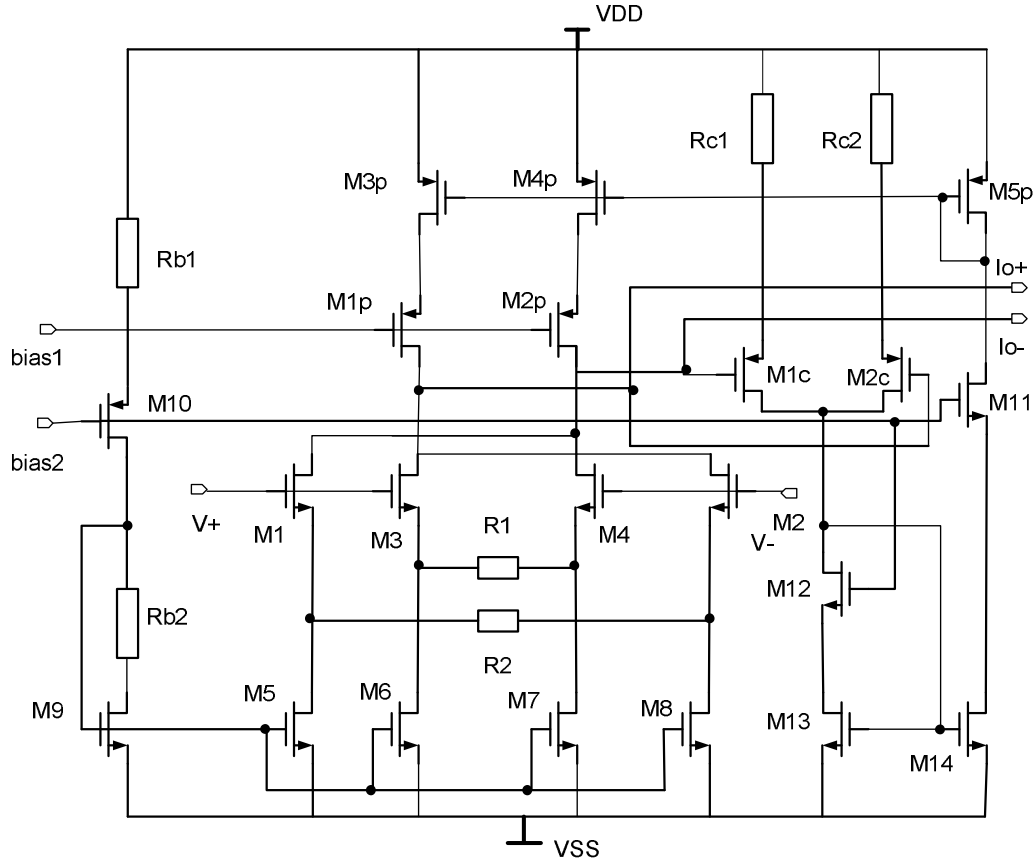 VDD
Rc1
Rc2
M3p
M4p
M5p
Rb1
Io+
M1p
M2p
Io-
bias1
M1c
M2c
M10
M11
bias2
V+
M1
M3
R1
M4
M2
V-
M12
Rb2
R2
M9
M5
M6
M7
M8
M13
M14
VSS